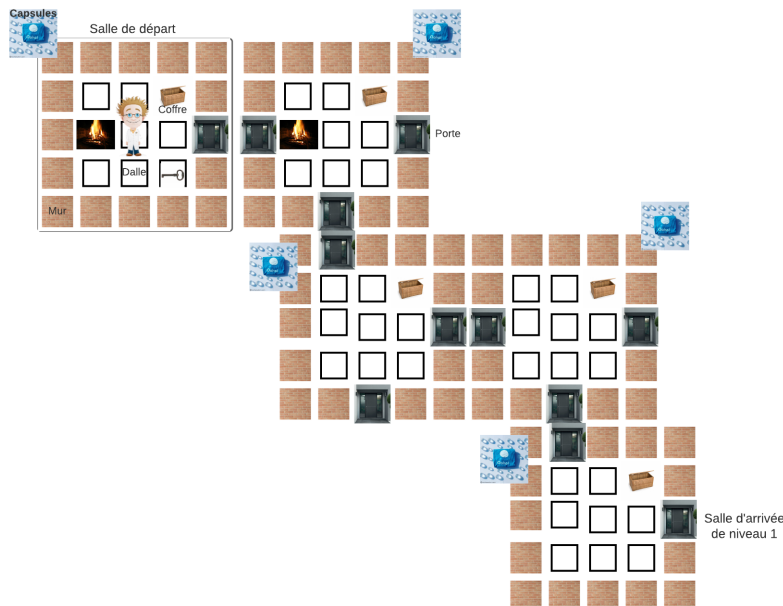 Capsules
Salle de départ
Coffre
Porte
Dalle
Mur
Salle d'arrivée
de niveau 1